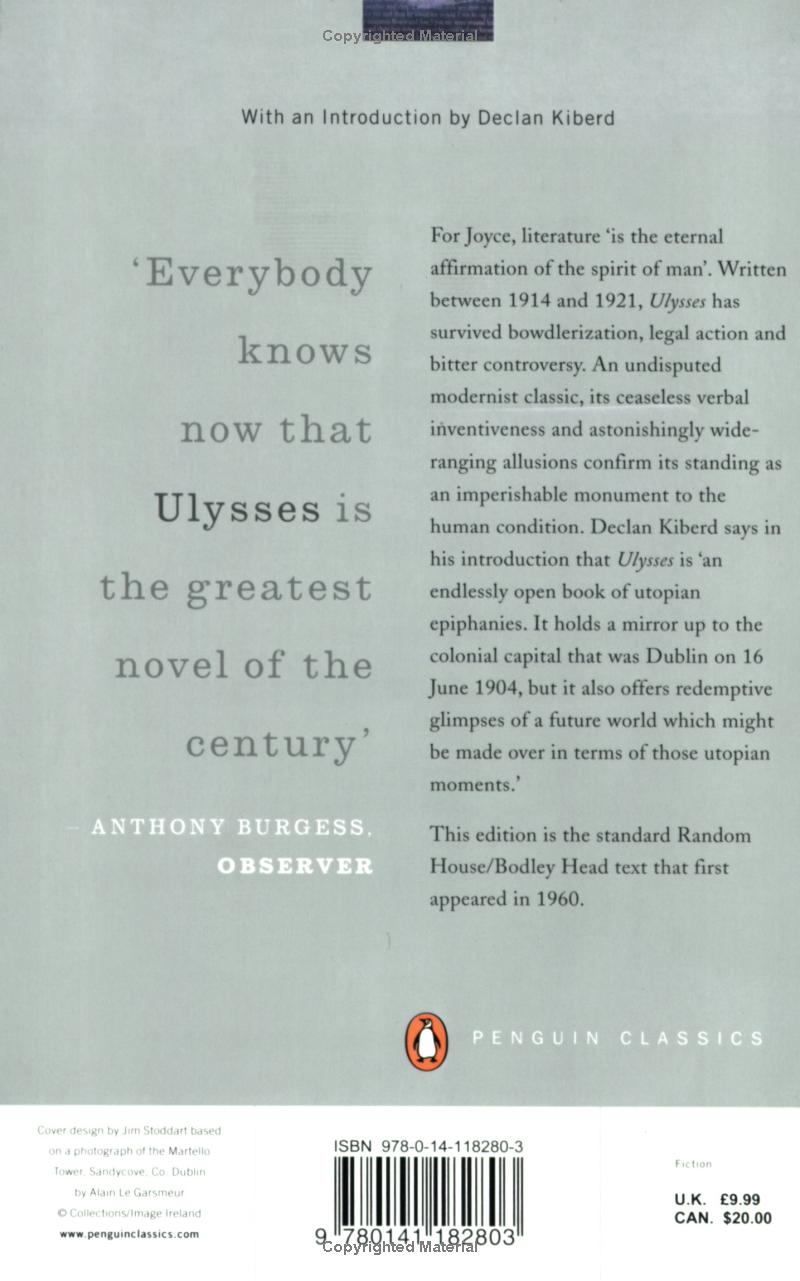 Copyrighted Material
With an Introduction by Declan Kiberd
‘Everybody
knows
now that
Ulysses is
the greatest
novel of the
century’
– ANTHONY BURGESS,
OBSERVER
For Joyce, literature ‘is the eternal
affirmation of the spirit of man’. Written
between 1914 and 1921, Ulysses has
survived bowdlerization, legal action and
bitter controversy. An undisputed
modernist classic, its ceaseless verbal
inventiveness and astonishingly wide-
ranging allusions confirm its standing as
an imperishable monument to the
human condition. Declan Kiberd says in
his introduction that Ulysses is ‘an
endlessly open book of utopian
epiphanies. It holds a mirror up to the
colonial capital that was Dublin on 16
June 1904, but it also offers redemptive
glimpses of a future world which might
be made over in terms of those utopian
moments.’
This edition is the standard Random
House/Bodley Head text that first
appeared in 1960.
PENGUIN CLASSICS
Cover design by Jim Stoddart based
on a photograph of the Martello
Tower, Sandycove, Co. Dublin
by Alain Le Garsmeur
© Collections/Image Ireland
www.penguinclassics.com
ISBN 978-0-14-118280-3
9 780141 182803
Copyrighted Material
Fiction
U.K. £9.99
CAN. $20.00